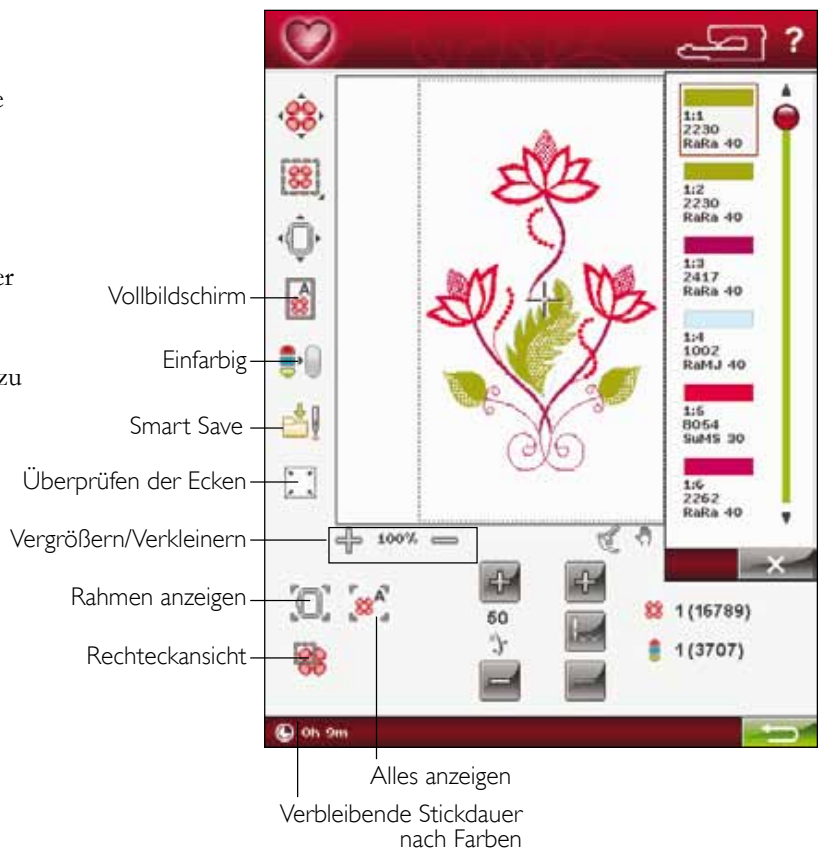 ?
e
er
zu
Vollbildschirm
Einfarbig
Smart Save
Überprüfen der Ecken
Vergrößern/Verkleinern
Rahmen anzeigen
Rechteckansicht
A
1:1
2230
RaRa 40
1:2
2230
RaRa 40
1:3
2417
RaRa 40
1:4
1002
RaMJ 40
1:5
8054
SuMS 30
1:6
2262
RaRa 40
100%
A
60
1 (16789)
1 (3707)
0h 9m
Alles anzeigen
Verbleibende Stickdauer
nach Farben